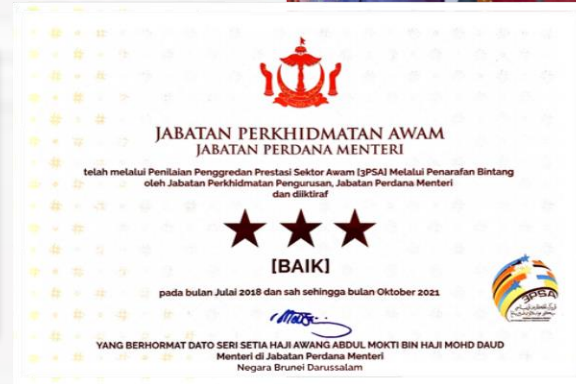 JABATAN PERKHIDMATAN AWAM
JABATAN PERDANA MENTERI
telah melalui Penilaian Penggredan Prestasi Sektor Awam [3PSA] Melalui Penarafan Bintang
oleh Jabatan Perkhidmatan Pengurusan, Jabatan Perdana Menteri
dan diiktiraf
[BAIK]
pada bulan Julai 2018 dan sah sehingga bulan Oktober 2021
3PSA
YANG BERHORMAT DATO SERI SETIA HAJI AWANG ABDUL MOKTI BIN HAJI MOHD DAUD
Menteri di Jabatan Perdana Menteri
Negara Brunei Darussalam